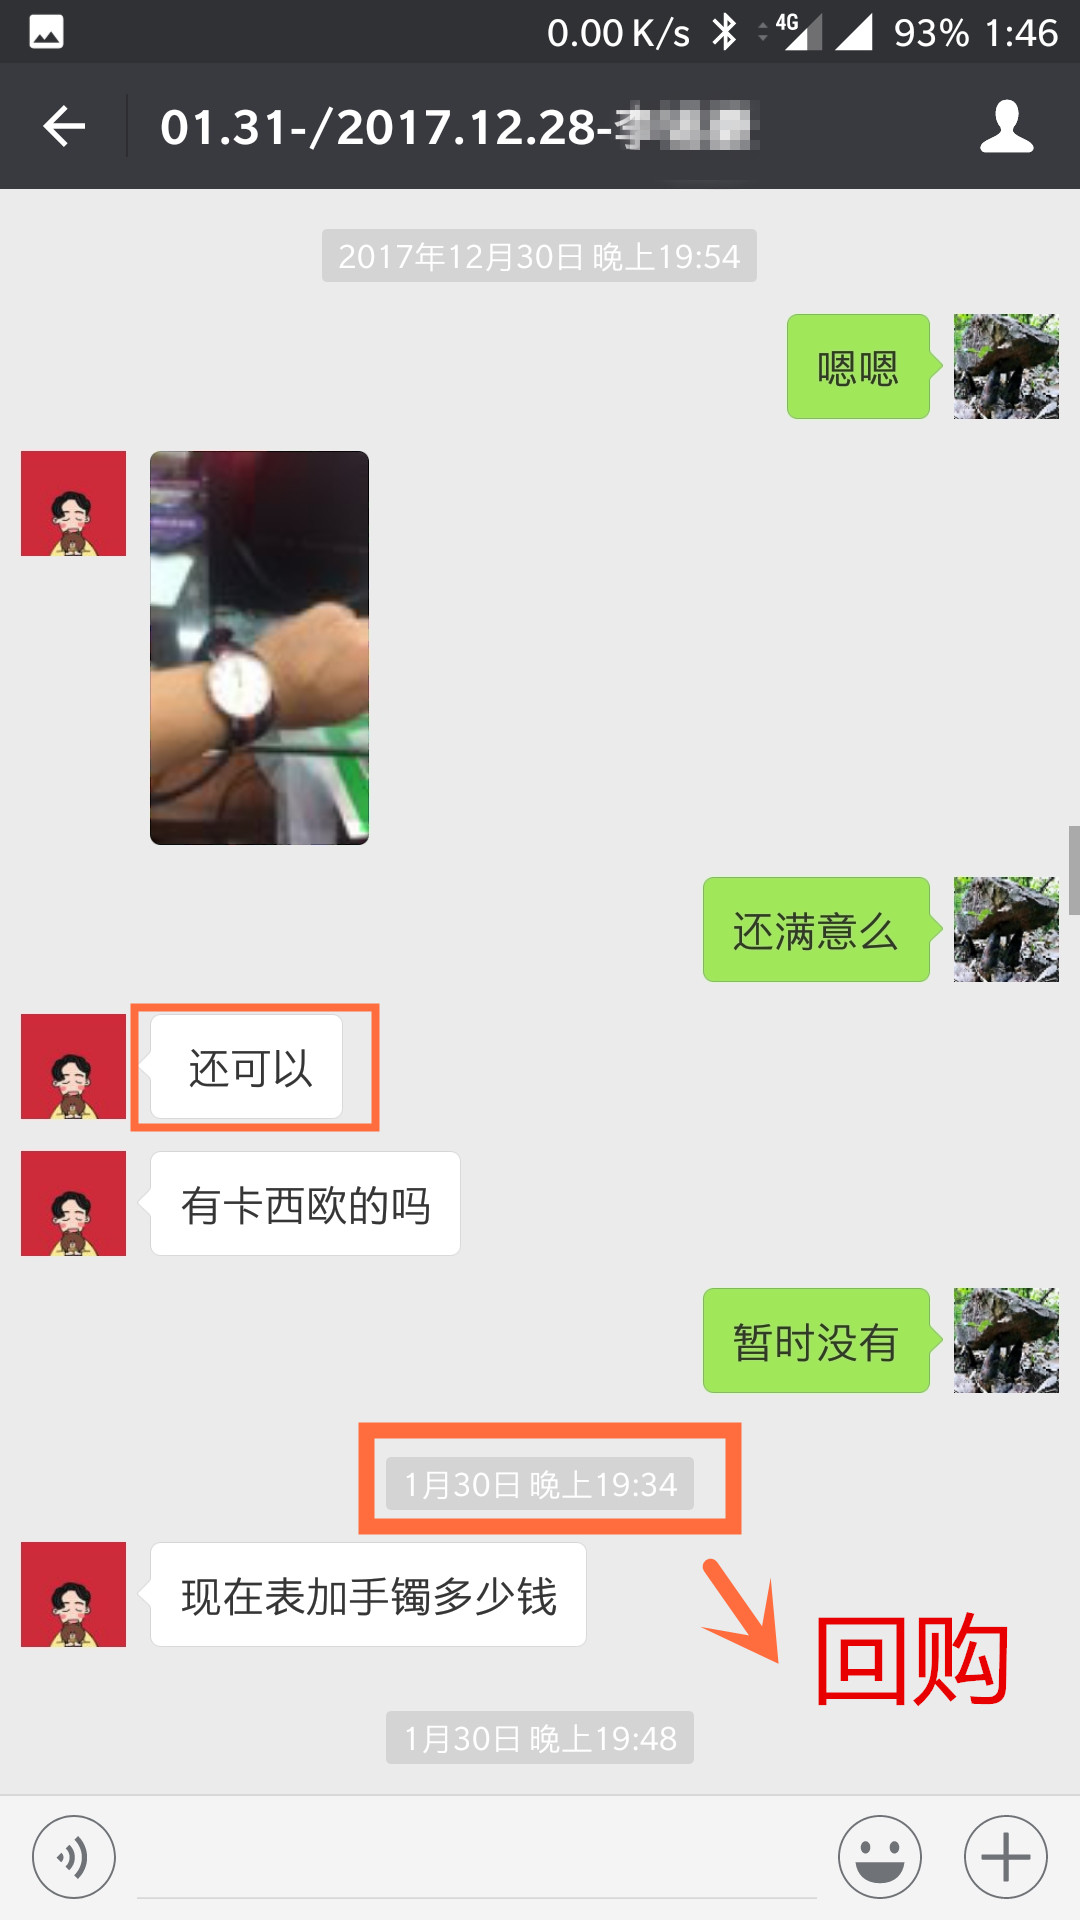 0.00 K/s 4G 93% 1:46
01.31-/2017.12.28-李
2017年12月30日 晚上19:54
嗯嗯
还满意么
还可以
有卡西欧的吗
暂时没有
1月30日 晚上19:34
现在表加手镯多少钱
回购
1月30日 晚上19:48